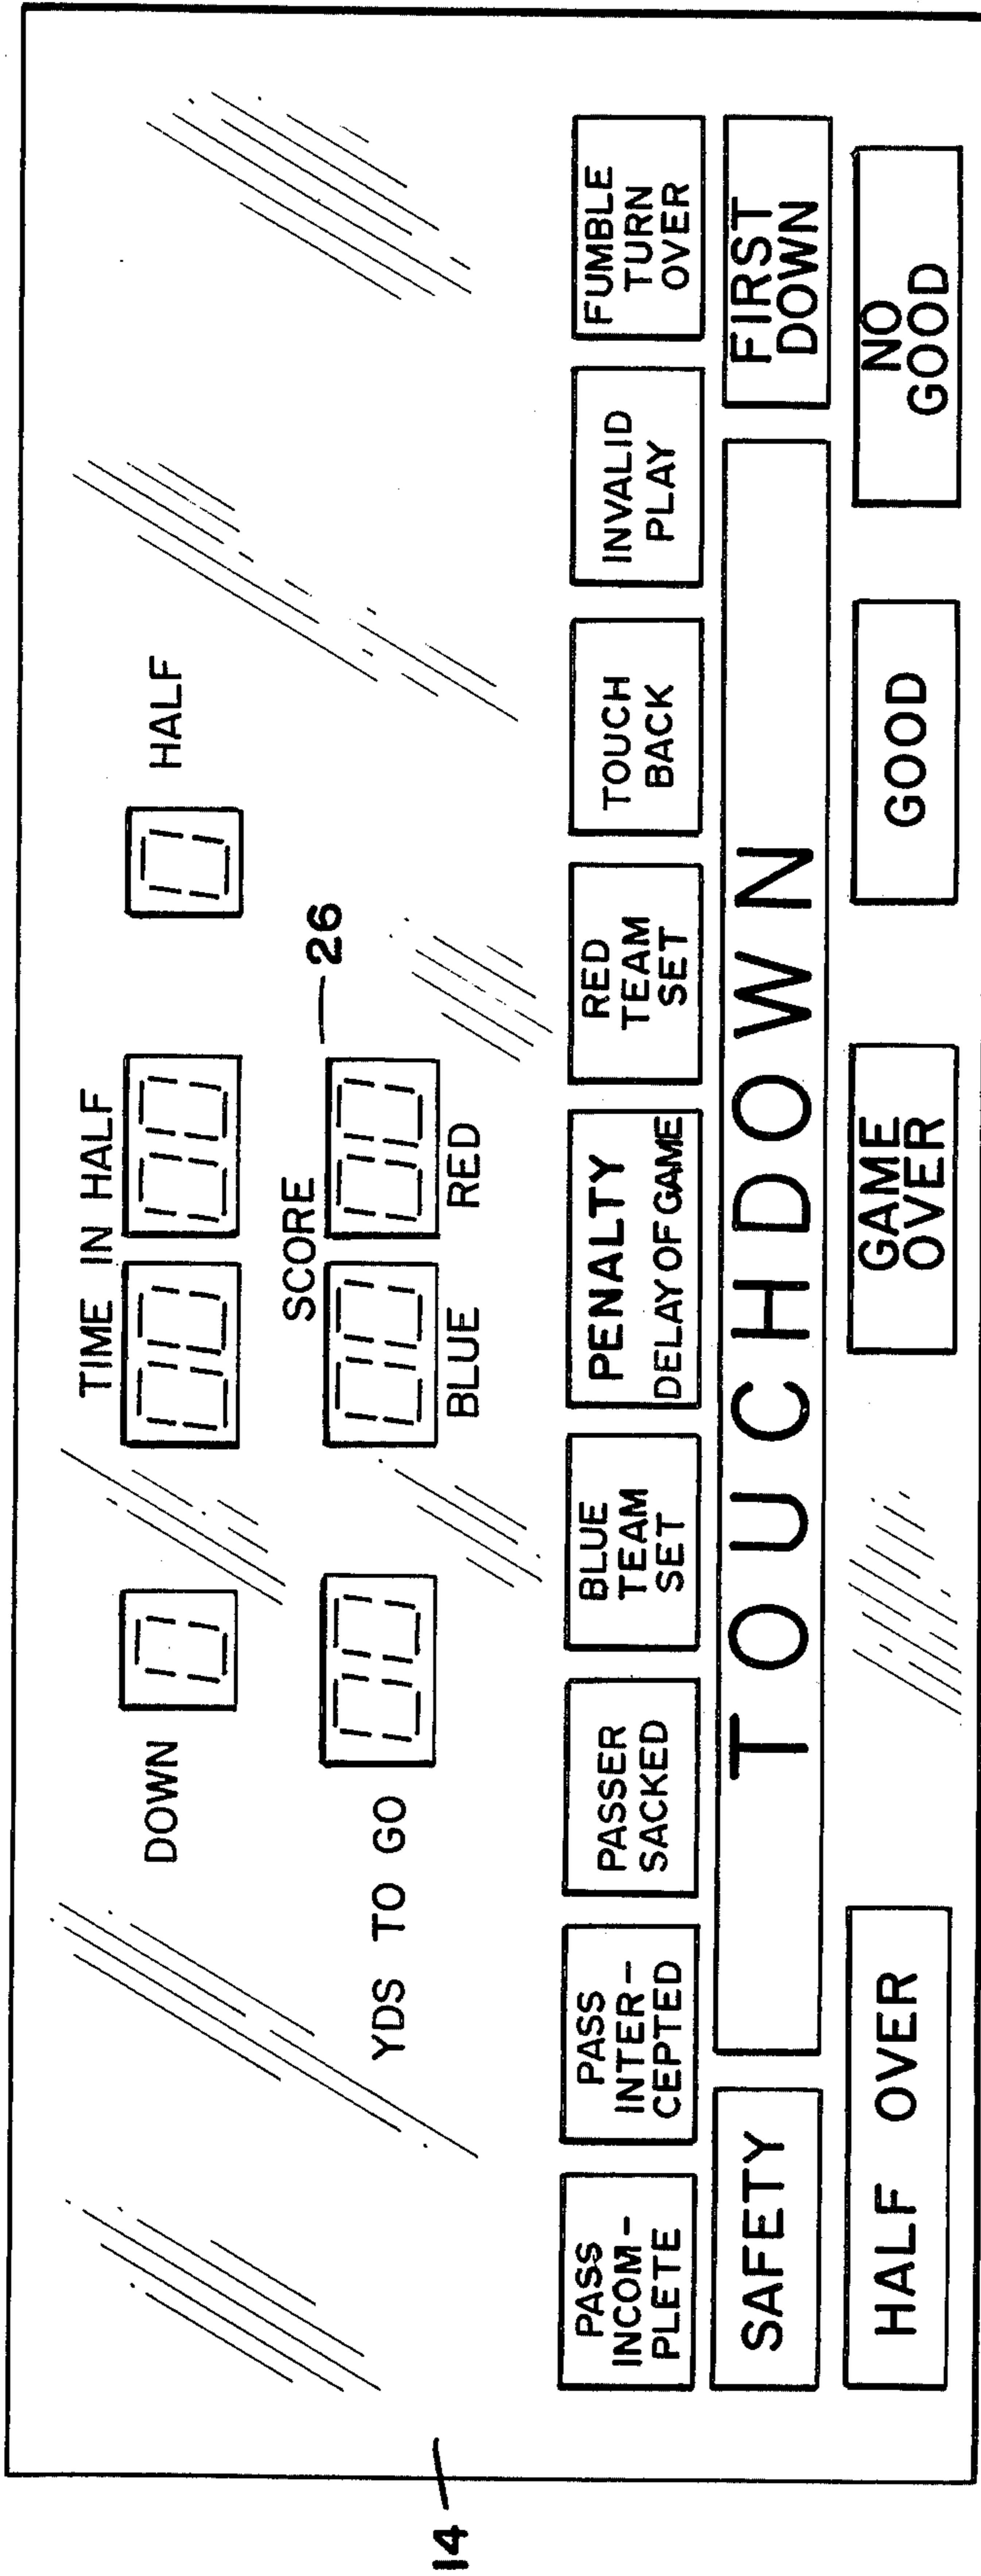 TIME IN HALF
DOWN
HALF
SCORE
26
YDS TO GO
BLUE
RED
14
PASS
INCOM-
PLETE
PASS
INTER-
CEPTED
PASSER
SACKED
BLUE
TEAM
SET
PENALTY
DELAY OF GAME
RED
TEAM
SET
TOUCH
BACK
INVALID
PLAY
FUMBLE
TURN
OVER
SAFETY
TOUCHDOWN
FIRST
DOWN
HALF OVER
GAME
OVER
GOOD
NO
GOOD